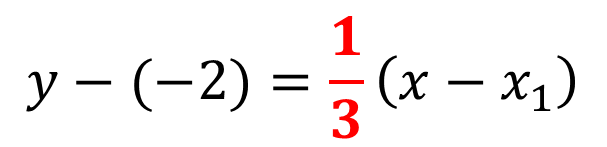 y − (−2) = 1/3 (x − x₁)